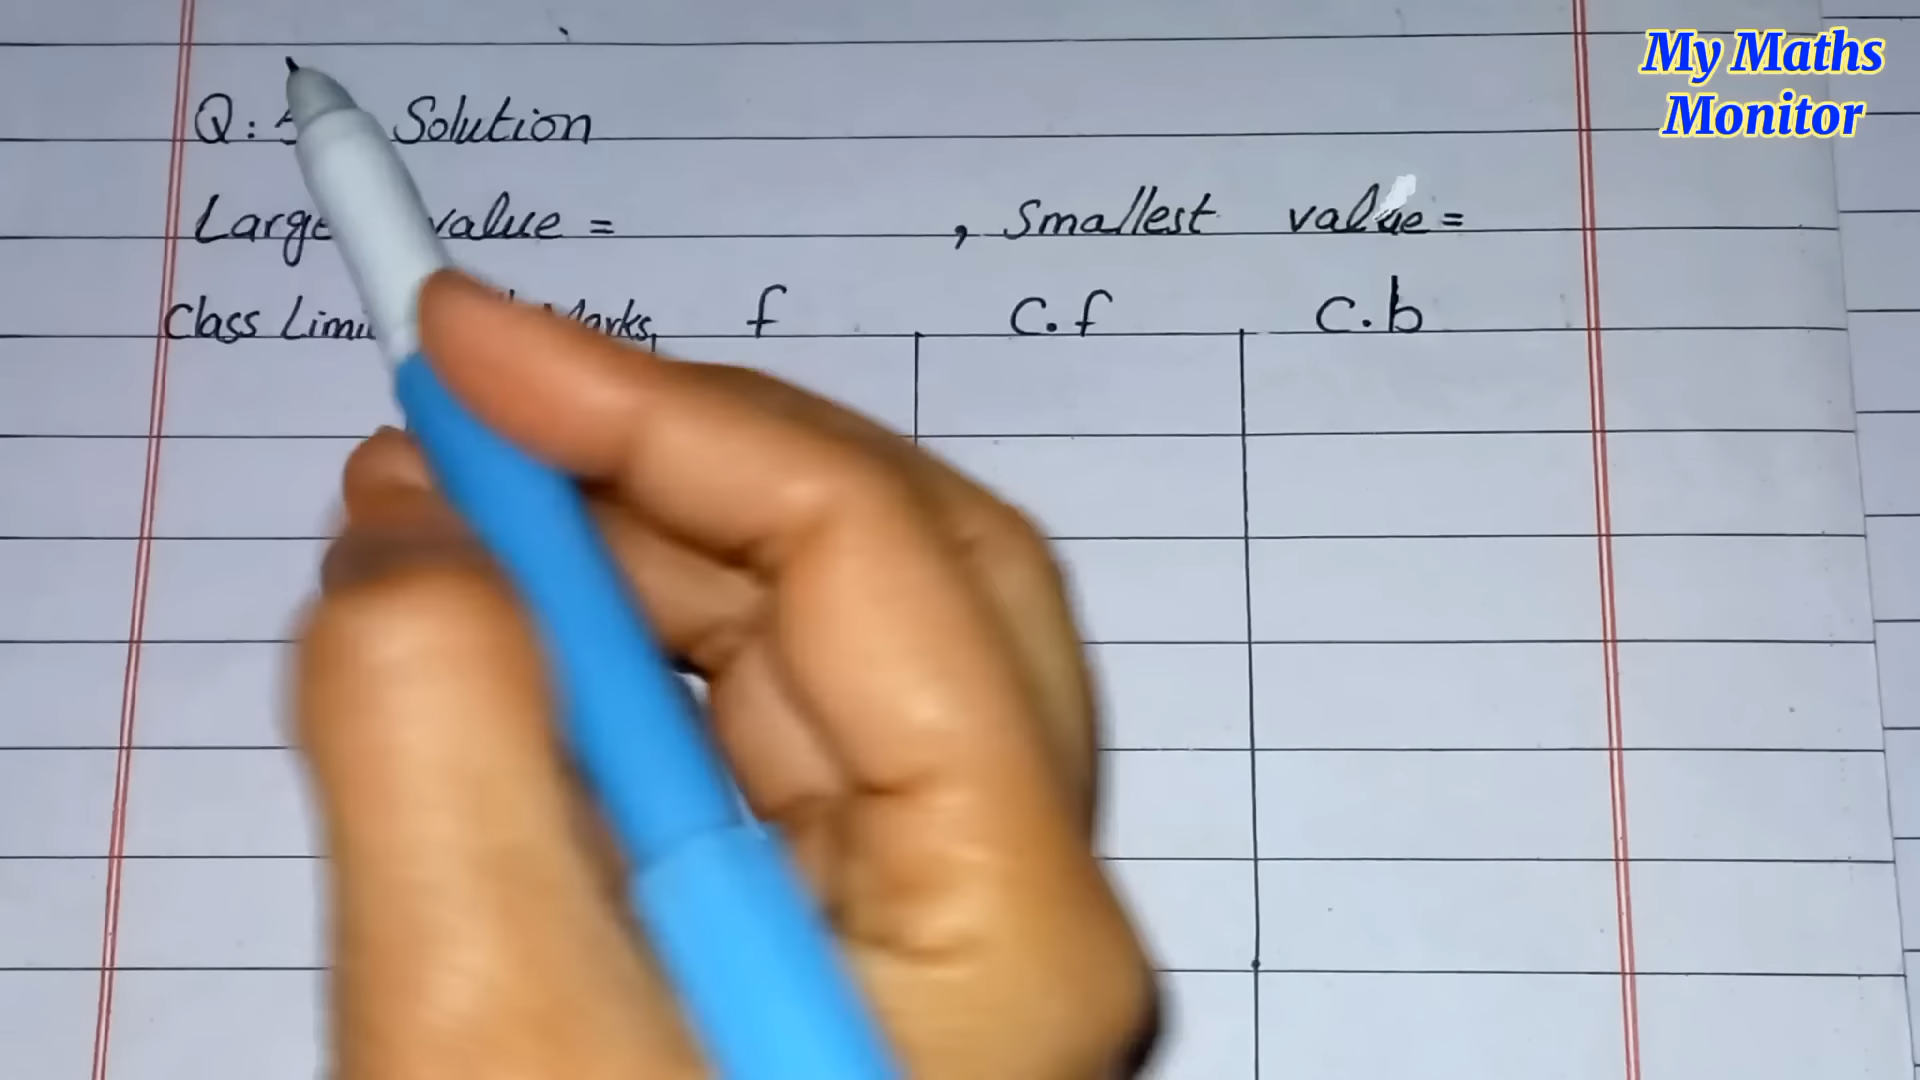 My Maths
Monitor
Q: Solution
value = , Smallest value =
Class f C.f C.b